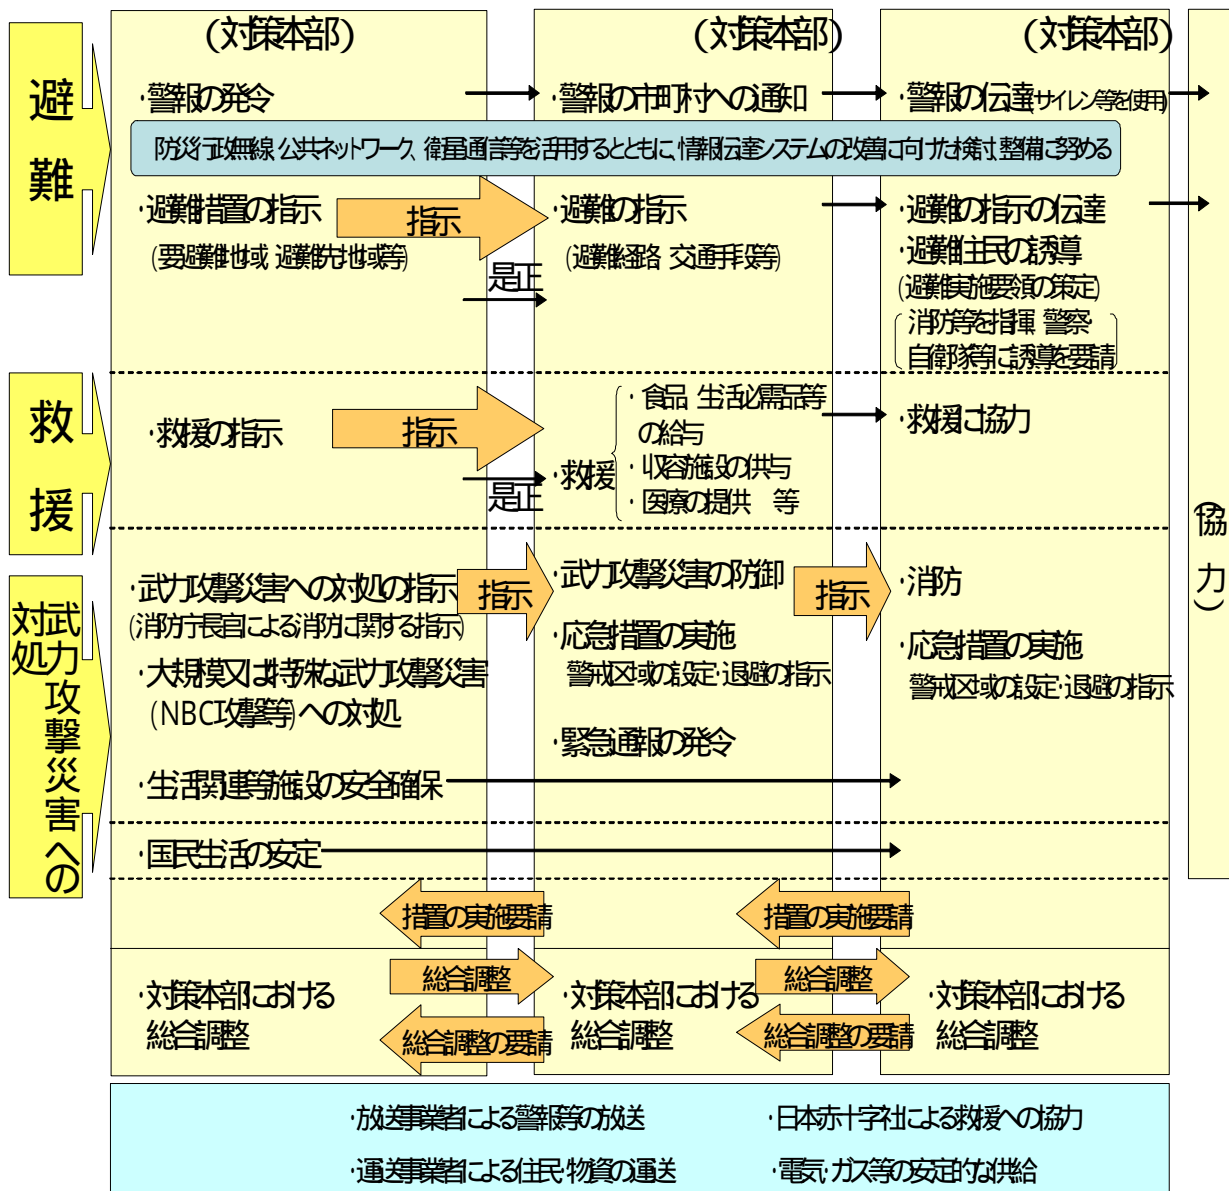 (対策本部)
(対策本部)
(対策本部)
避難
・警報の発令
・警報の市町村への通知
・警報の伝達(サイレン等を使用)
防災行政無線、公共ネットワーク、衛星通信等を活用するとともに、情報伝達システムの改善に向けた検討、整備に努める
・避難措置の指示
(要避難地域、避難先地域等)
指示
是正
・避難の指示
(避難経路、交通手段等)
・避難の指示の伝達
・避難住民の誘導
(避難実施要領の策定)
消防等を指揮、警察・
自衛隊等に誘導を要請
救援
・救援の指示
指示
是正
・救援
・食品、生活必需品等
の給与
・収容施設の供与
・医療の提供 等
・救援に協力
武力攻撃災害への
対処
・武力攻撃災害への対処の指示
(消防庁長官による消防に関する指示)
・大規模又は特殊な武力攻撃災害
(NBC攻撃等)への対処
指示
・武力攻撃災害の防御
・応急措置の実施
警戒区域の設定・退避の指示
・緊急通報の発令
指示
・消防
・応急措置の実施
警戒区域の設定・退避の指示
・生活関連等施設の安全確保
・国民生活の安定
(協力)
措置の実施要請
措置の実施要請
・対策本部における
総合調整
総合調整
総合調整の要請
・対策本部における
総合調整
総合調整
総合調整の要請
・対策本部における
総合調整
・放送事業者による警報等の放送
・日本赤十字社による救援への協力
・運送事業者による住民・物資の運送
・電気・ガス等の安定的な供給